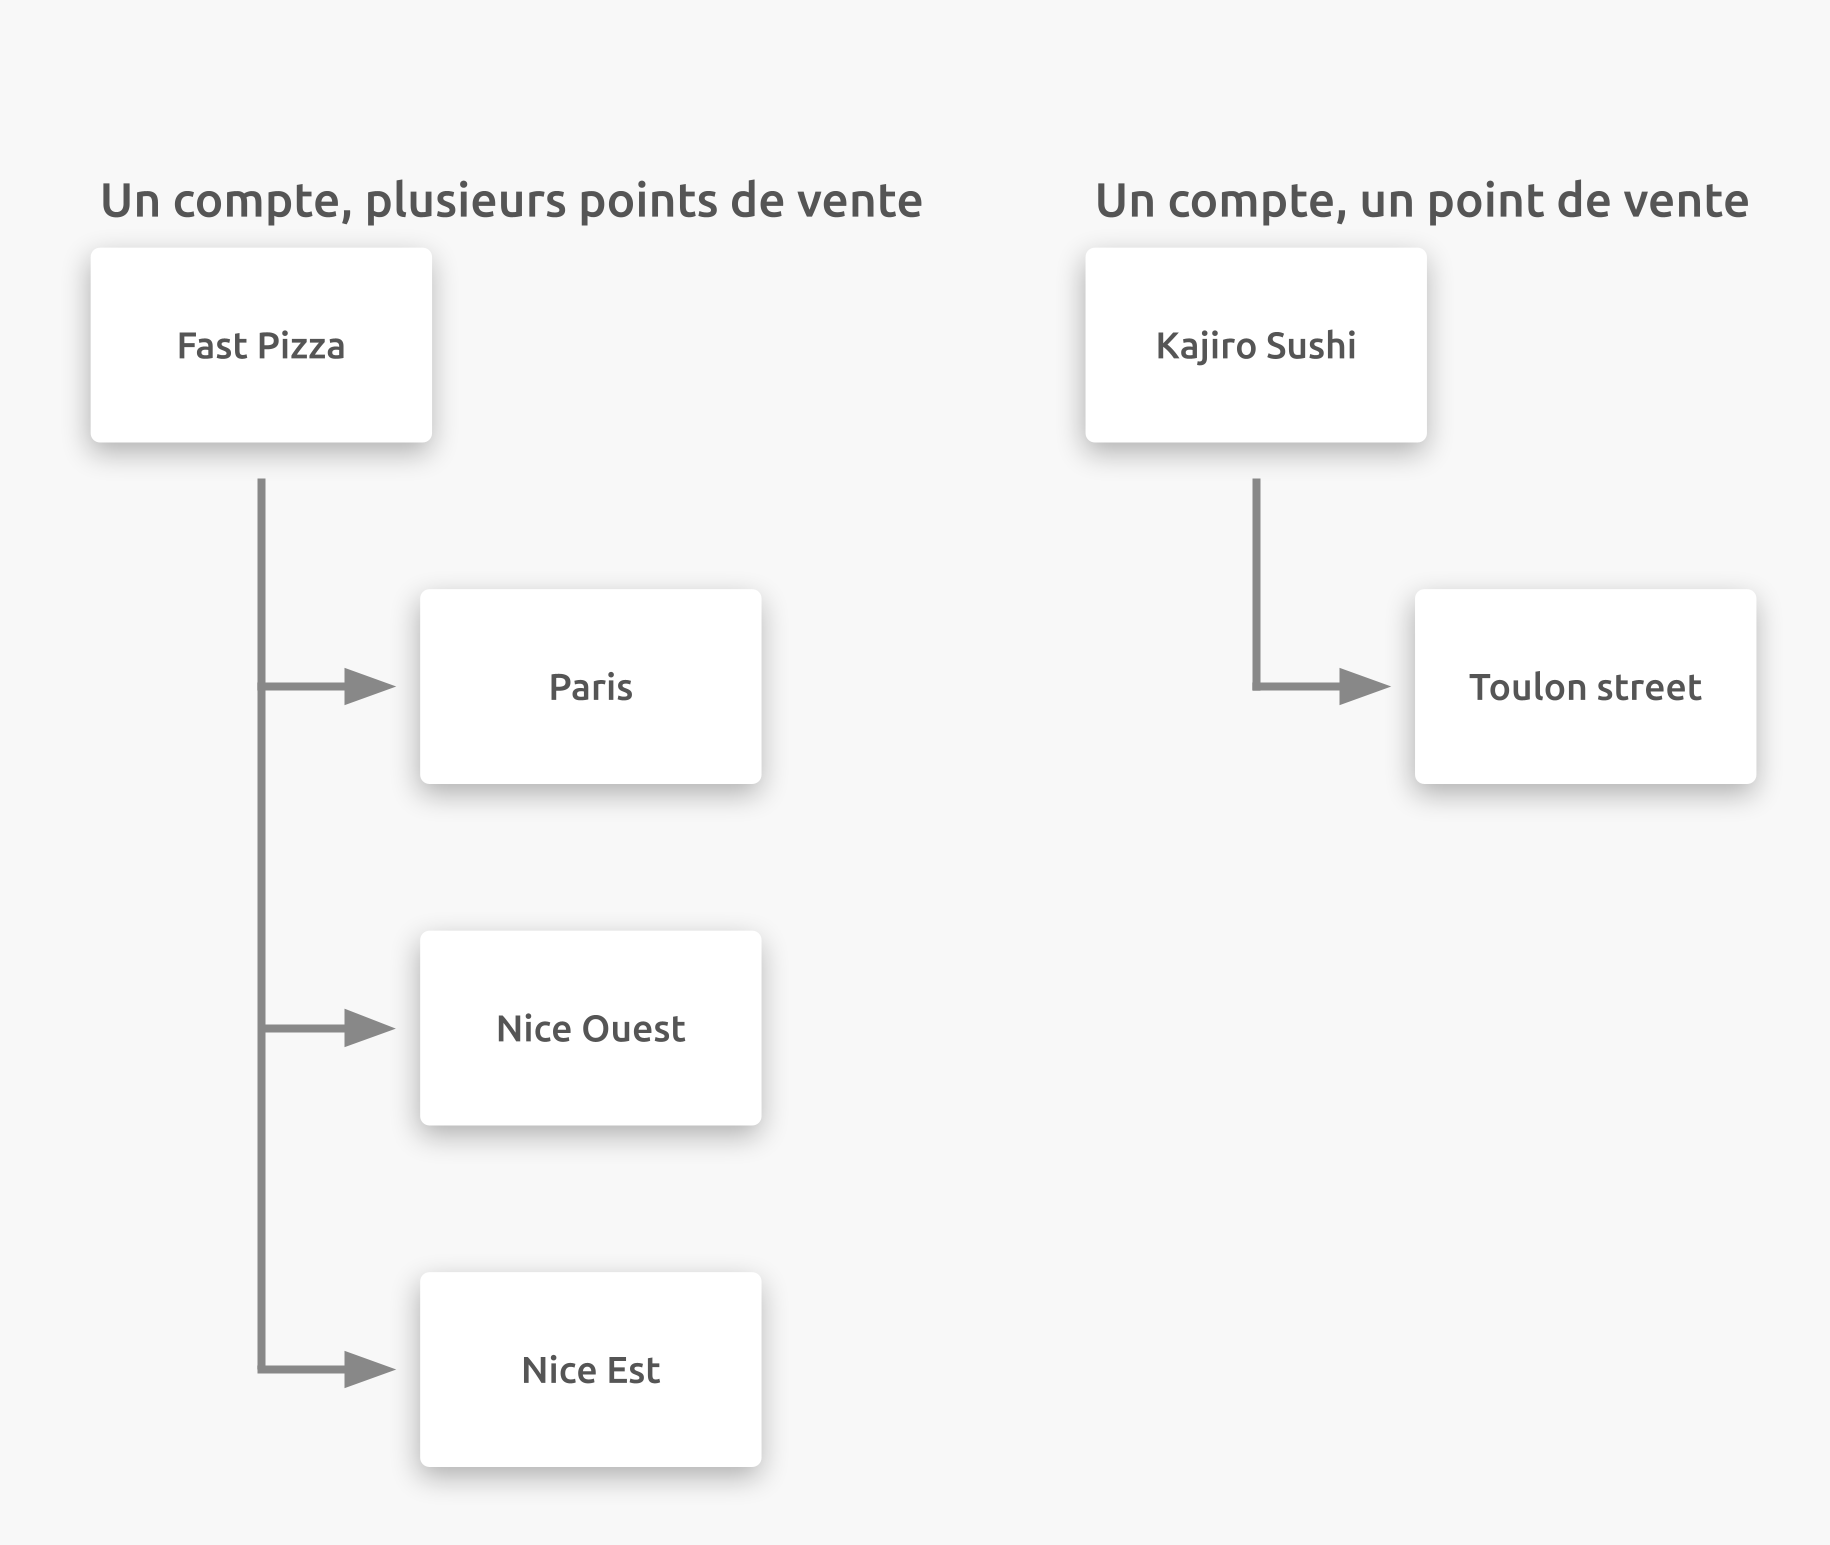 Un compte, plusieurs points de vente
Fast Pizza
Paris
Nice Ouest
Nice Est
Un compte, un point de vente
Kajiro Sushi
Toulon street